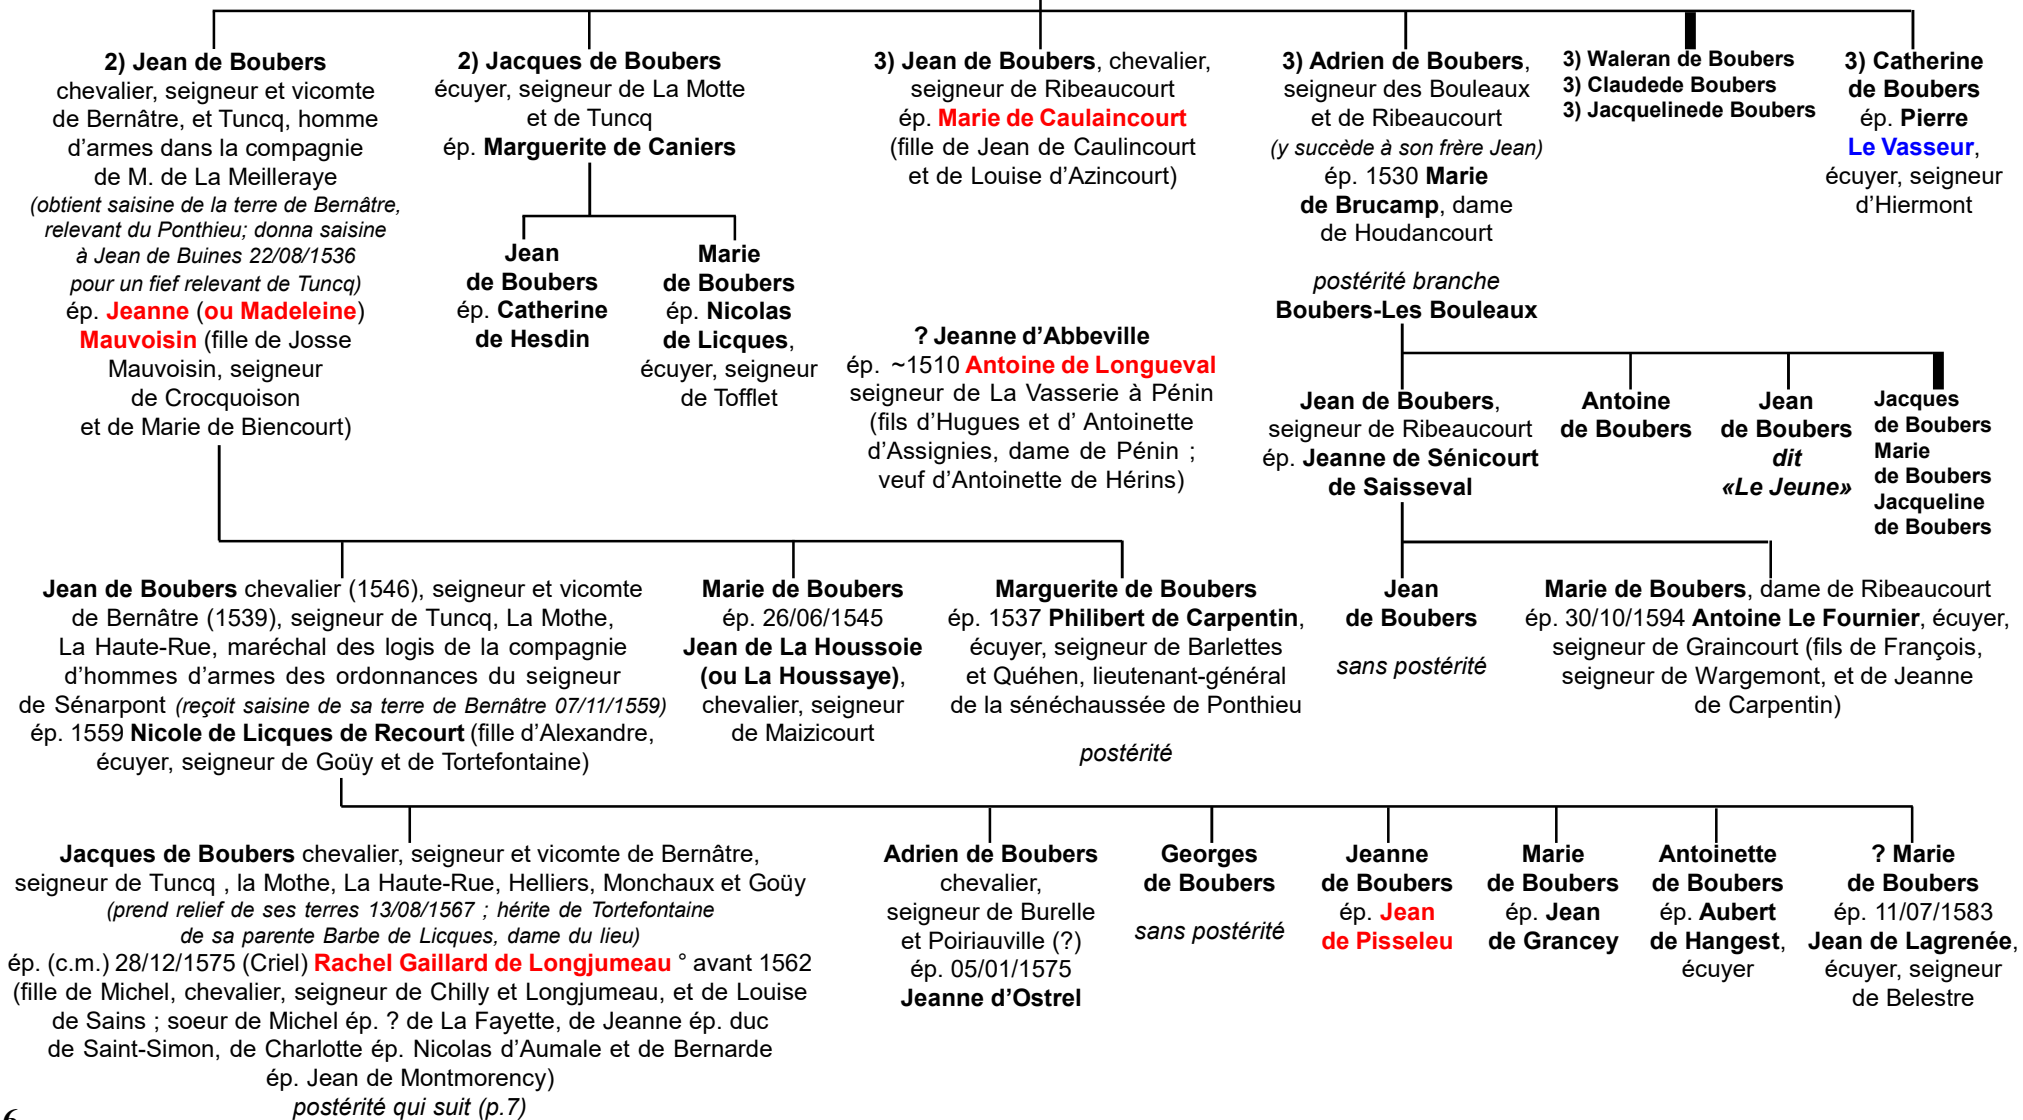 2) Jean de Boubers
chevalier, seigneur et vicomte
de Bernâtre, et Tuncq, homme
d’armes dans la compagnie
de M. de La Meilleraye
(obtient saisine de la terre de Bernâtre,
relevant du Ponthieu; donna saisine
à Jean de Buines 22/08/1536
pour un fief relevant de Tuncq)
ép. Jeanne (ou Madeleine)
Mauvoisin (fille de Josse
Mauvoisin, seigneur
de Crocquoison
et de Marie de Biencourt)
2) Jacques de Boubers
écuyer, seigneur de La Motte
et de Tuncq
ép. Marguerite de Caniers
Jean
de Boubers
ép. Catherine
de Hesdin
Marie
de Boubers
ép. Nicolas
de Licques,
écuyer, seigneur
de Tofflet
3) Jean de Boubers, chevalier,
seigneur de Ribeaucourt
ép. Marie de Caulaincourt
(fille de Jean de Caulincourt
et de Louise d’Azincourt)
? Jeanne d’Abbeville
ép. ~1510 Antoine de Longueval
seigneur de La Vasserie à Pénin
(fils d’Hugues et d’ Antoinette
d’Assignies, dame de Pénin ;
veuf d’Antoinette de Hérins)
3) Adrien de Boubers,
seigneur des Bouleaux
et de Ribeaucourt
(y succède à son frère Jean)
ép. 1530 Marie
de Brucamp, dame
de Houdancourt
postérité branche
Boubers-Les Bouleaux
3) Waleran de Boubers
3) Claudede Boubers
3) Jacquelinede Boubers
3) Catherine
de Boubers
ép. Pierre
Le Vasseur,
écuyer, seigneur
d’Hiermont
Jean de Boubers,
seigneur de Ribeaucourt
ép. Jeanne de Sénicourt
de Saisseval
Antoine
de Boubers
Jean
de Boubers
dit
«Le Jeune»
Jacques
de Boubers
Marie
de Boubers
Jacqueline
de Boubers
Jean de Boubers chevalier (1546), seigneur et vicomte
de Bernâtre (1539), seigneur de Tuncq, La Mothe,
La Haute-Rue, maréchal des logis de la compagnie
d’hommes d’armes des ordonnances du seigneur
de Sénarpont (reçoit saisine de sa terre de Bernâtre 07/11/1559)
ép. 1559 Nicole de Licques de Recourt (fille d’Alexandre,
écuyer, seigneur de Goüy et de Tortefontaine)
Marie de Boubers
ép. 26/06/1545
Jean de La Houssoie
(ou La Houssaye),
chevalier, seigneur
de Maizicourt
Marguerite de Boubers
ép. 1537 Philibert de Carpentin,
écuyer, seigneur de Barlettes
et Quéhen, lieutenant-général
de la sénéchaussée de Ponthieu
postérité
Jean
de Boubers
sans postérité
Marie de Boubers, dame de Ribeaucourt
ép. 30/10/1594 Antoine Le Fournier, écuyer,
seigneur de Graincourt (fils de François,
seigneur de Wargemont, et de Jeanne
de Carpentin)
Jacques de Boubers chevalier, seigneur et vicomte de Bernâtre,
seigneur de Tuncq , la Mothe, La Haute-Rue, Helliers, Monchaux et Goüy
(prend relief de ses terres 13/08/1567 ; hérite de Tortefontaine
de sa parente Barbe de Licques, dame du lieu)
ép. (c.m.) 28/12/1575 (Criel) Rachel Gaillard de Longjumeau ° avant 1562
(fille de Michel, chevalier, seigneur de Chilly et Longjumeau, et de Louise
de Sains ; soeur de Michel ép. ? de La Fayette, de Jeanne ép. duc
de Saint-Simon, de Charlotte ép. Nicolas d’Aumale et de Bernarde
ép. Jean de Montmorency)
postérité qui suit (p.7)
Adrien de Boubers
chevalier,
seigneur de Burelle
et Poiriauville (?)
ép. 05/01/1575
Jeanne d’Ostrel
Georges
de Boubers
sans postérité
Jeanne
de Boubers
ép. Jean
de Pisseleu
Marie
de Boubers
ép. Jean
de Grancey
Antoinette
de Boubers
ép. Aubert
de Hangest,
écuyer
? Marie
de Boubers
ép. 11/07/1583
Jean de Lagrenée,
écuyer, seigneur
de Belestre
6